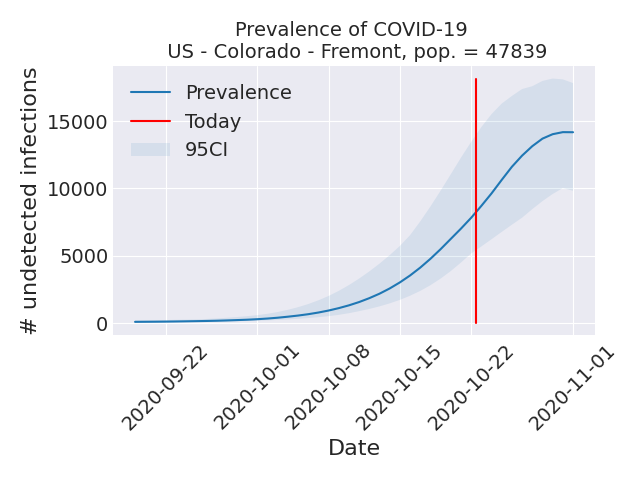 Prevalence of COVID-19
US - Colorado - Fremont, pop. = 47839
# undetected infections
15000
10000
5000
0
Prevalence
Today
95CI
2020-09-22
2020-10-01
2020-10-08
2020-10-15
2020-10-22
2020-11-01
Date